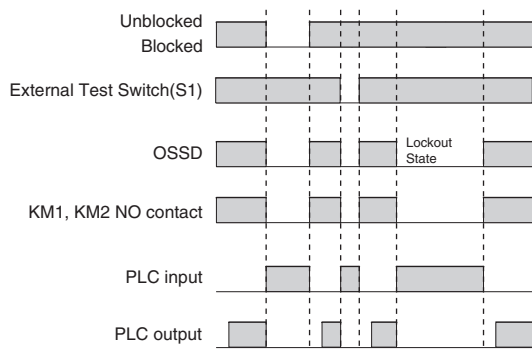 Unblocked
Blocked
External Test Switch(S1)
OSSD
Lockout
State
KM1, KM2 NO contact
PLC input
PLC output